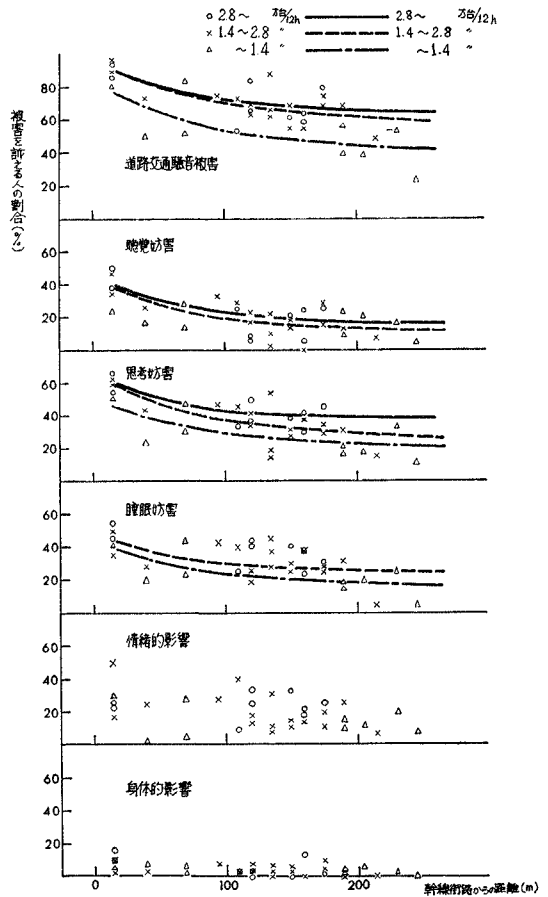 ○ 2.8～ 万台/12h 2.8～ 万台/12h
× 1.4～2.8 〃 1.4～2.8 〃
△ ～1.4 〃 ～1.4 〃
被害を訴える人の割合(%)
80
60
40
20
道路交通騒音被害
60
40
20
聴覚妨害
60
40
20
思考妨害
60
40
20
睡眠妨害
60
40
20
情緒的影響
60
40
20
身体的影響
0 100 200
幹線街路からの距離(m)